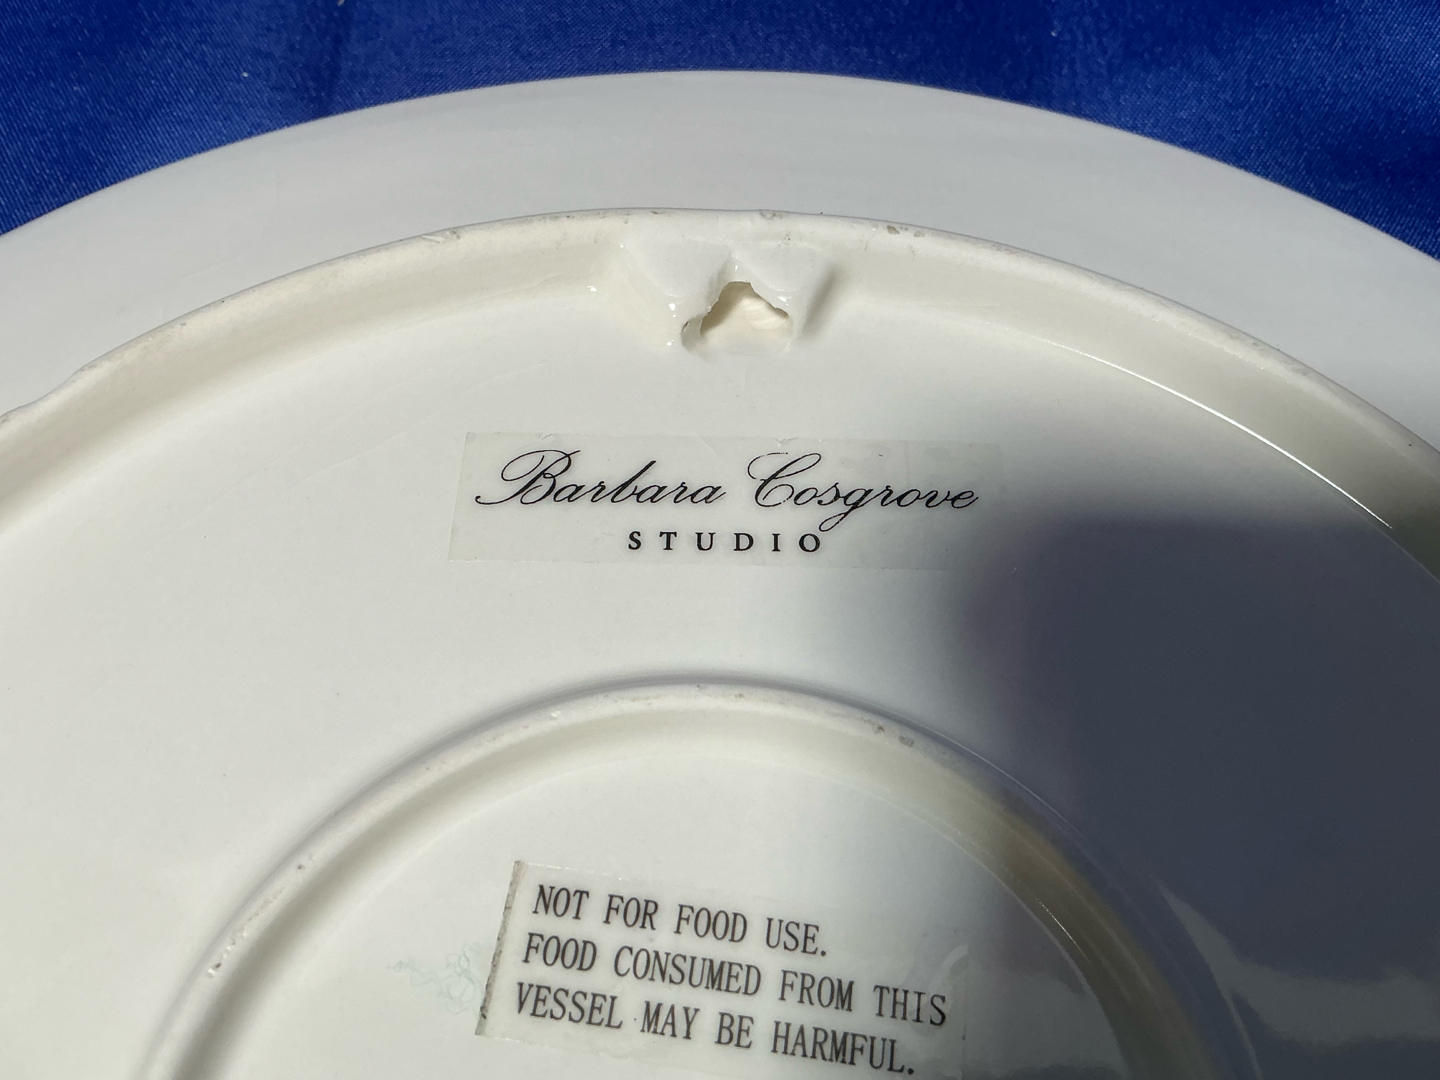 Barbara Cosgrove
STUDIO
NOT FOR FOOD USE.
FOOD CONSUMED FROM THIS
VESSEL MAY BE HARMFUL.